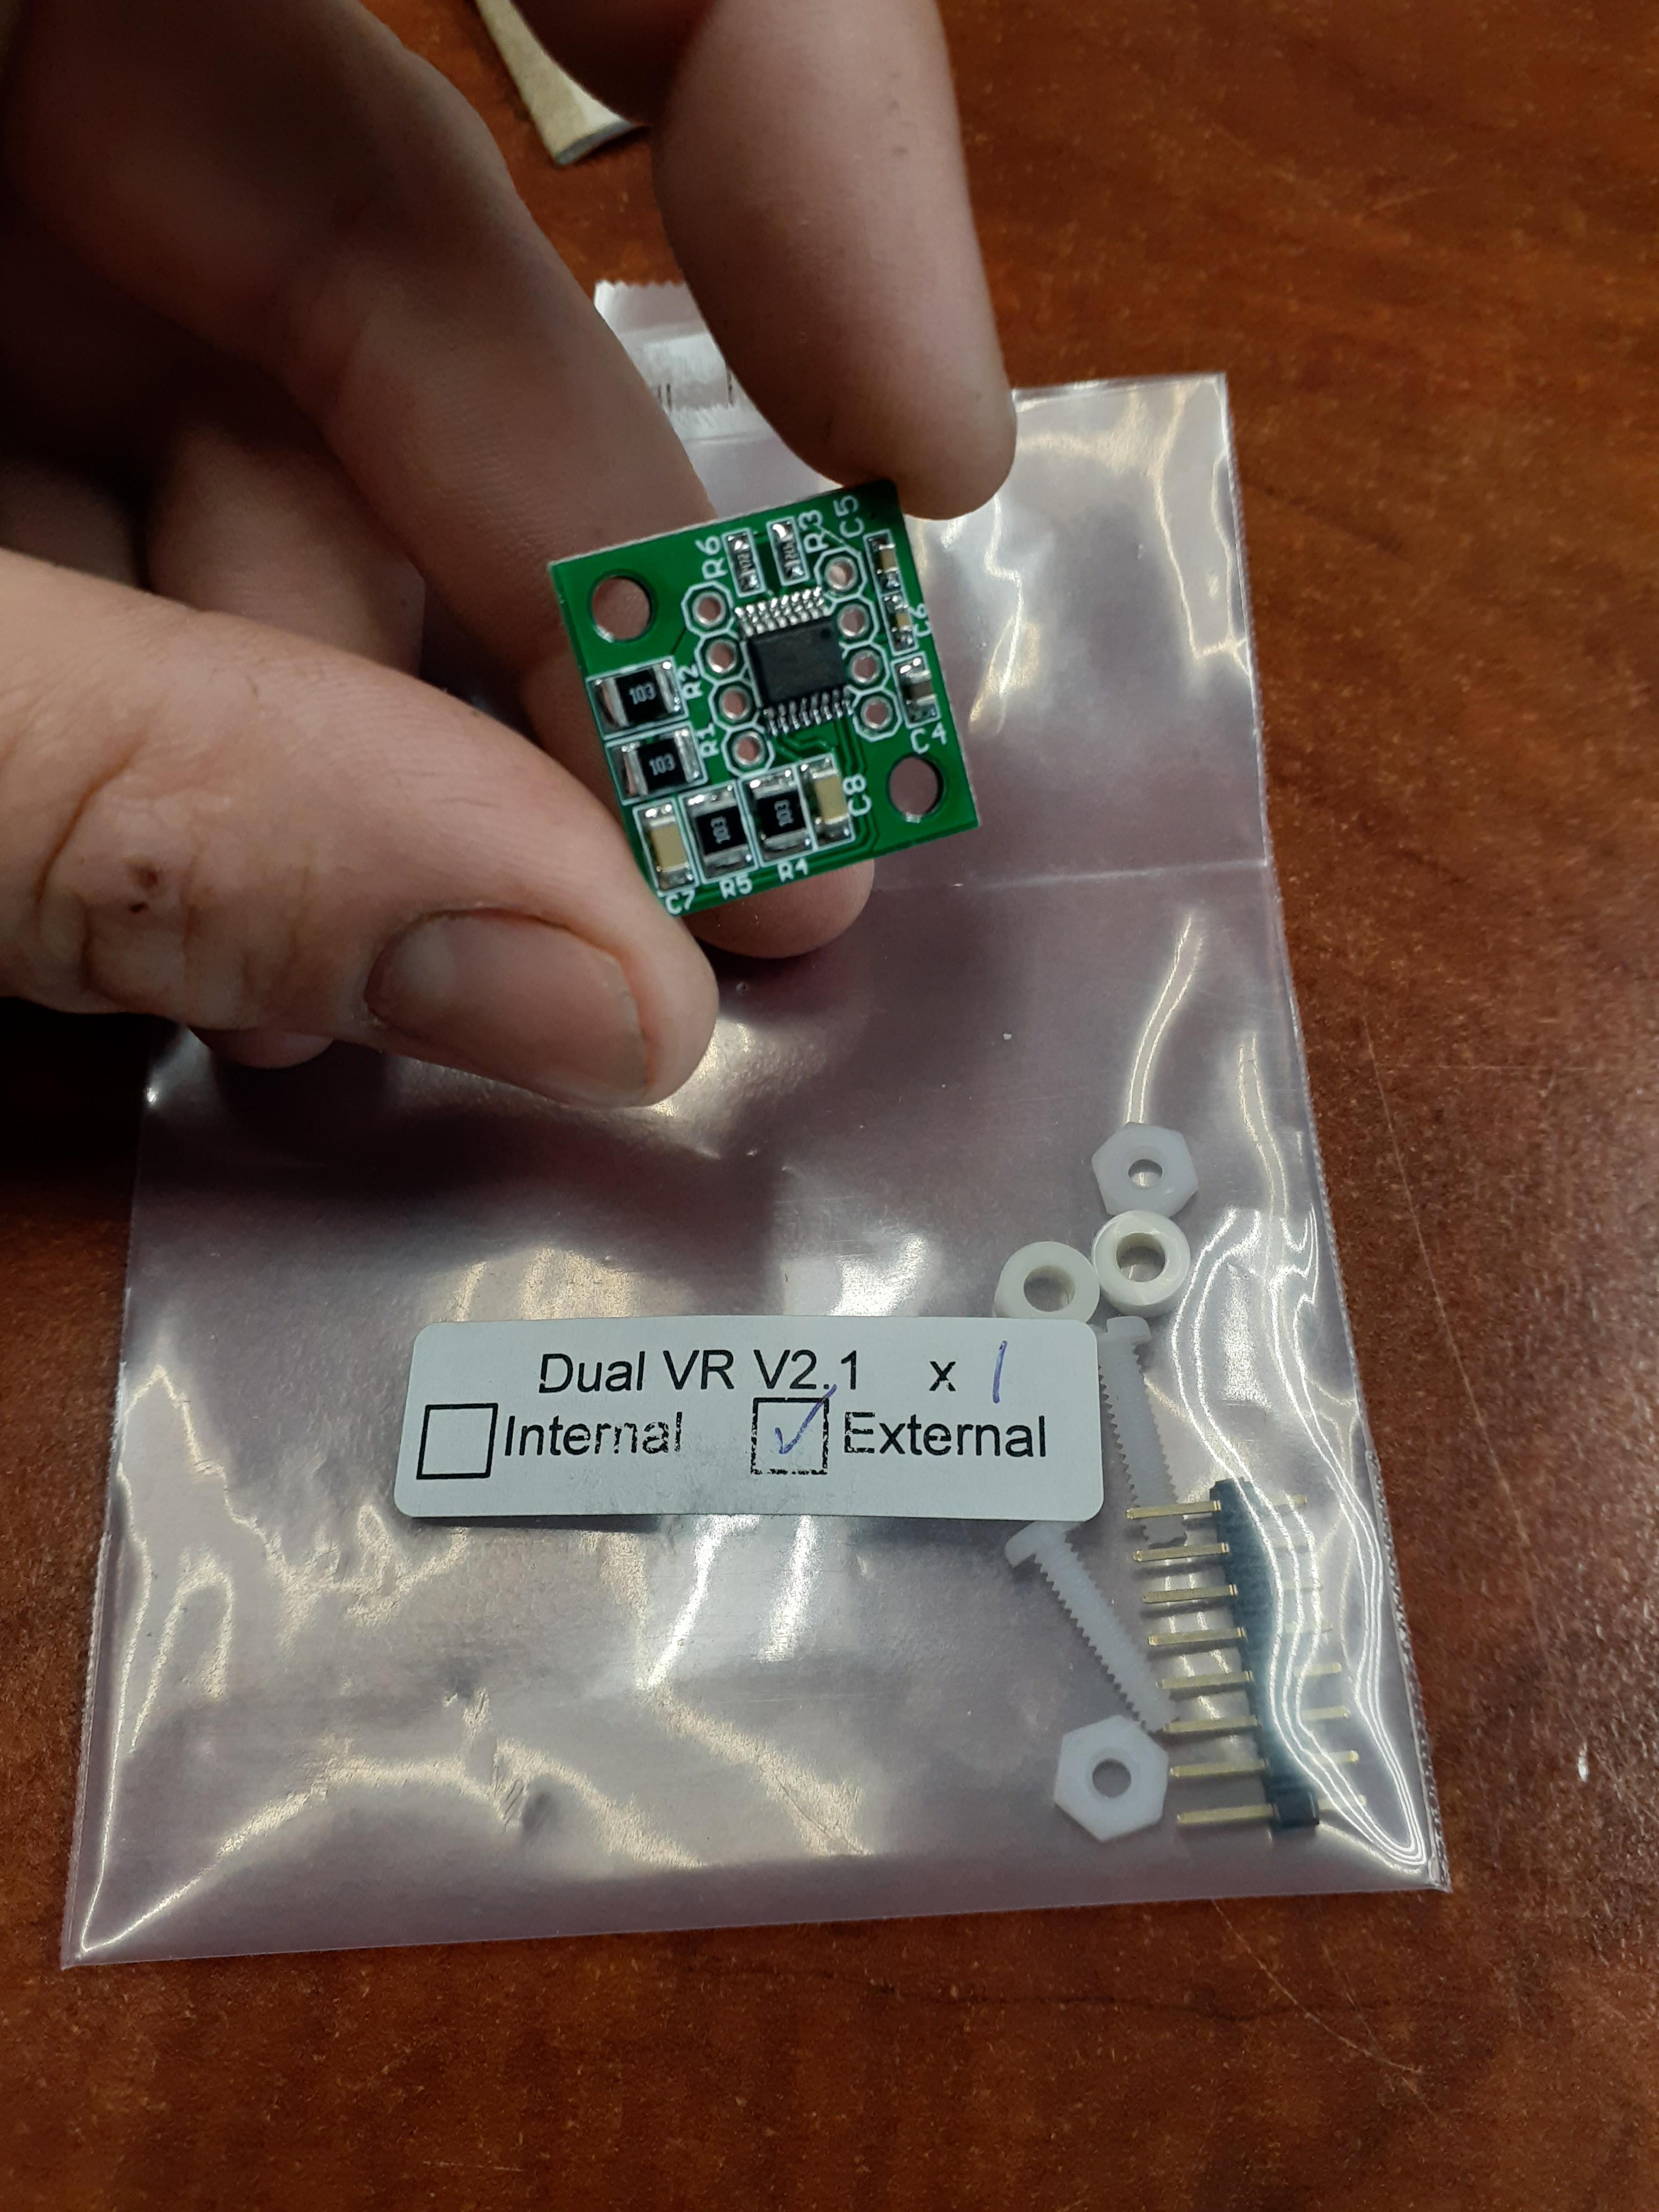 R6
R3
C5
C6
R2
103
R1
103
C4
103
103
C8
C7
R5
R4
Dual VR V2.1 x 1
Internal External